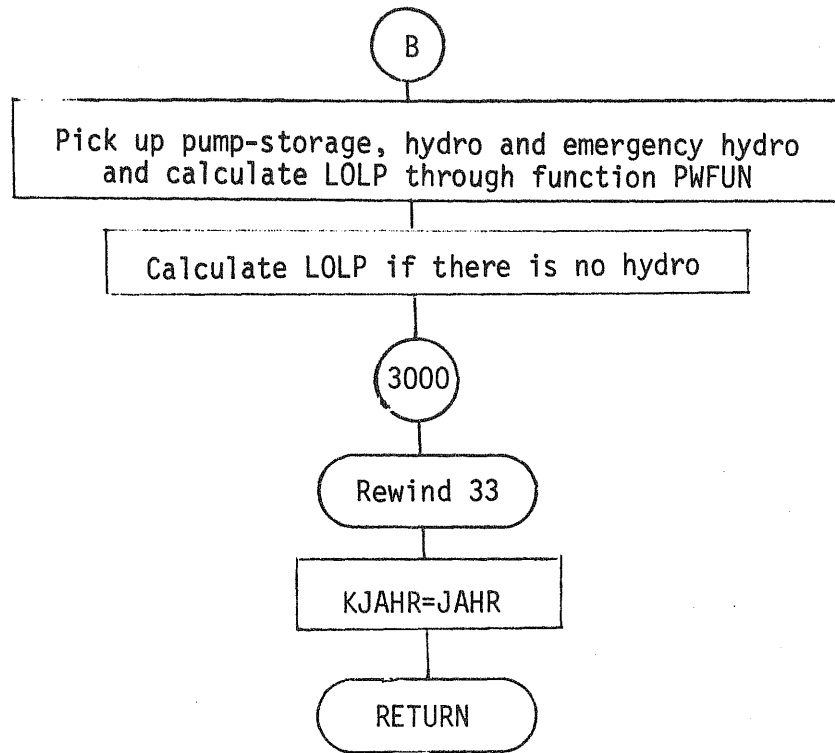 B
Pick up pump-storage, hydro and emergency hydro
and calculate LOLP through function PWFUN
Calculate LOLP if there is no hydro
3000
Rewind 33
KJAHR=JAHR
RETURN